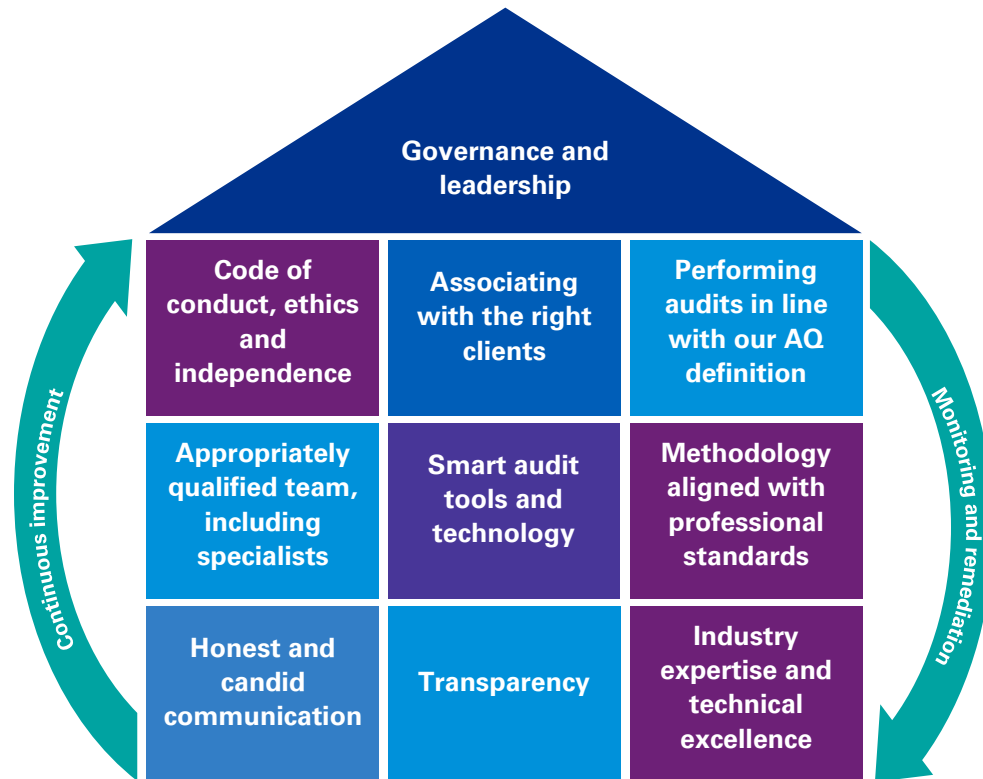 Governance and
leadership
Code of
conduct, ethics
and
independence
Associating
with the right
clients
Performing
audits in line
with our AQ
definition
Appropriately
qualified team,
including
specialists
Smart audit
tools and
technology
Methodology
aligned with
professional
standards
Honest and
candid
communication
Transparency
Industry
expertise and
technical
excellence
Continuous improvement
Monitoring and remediation